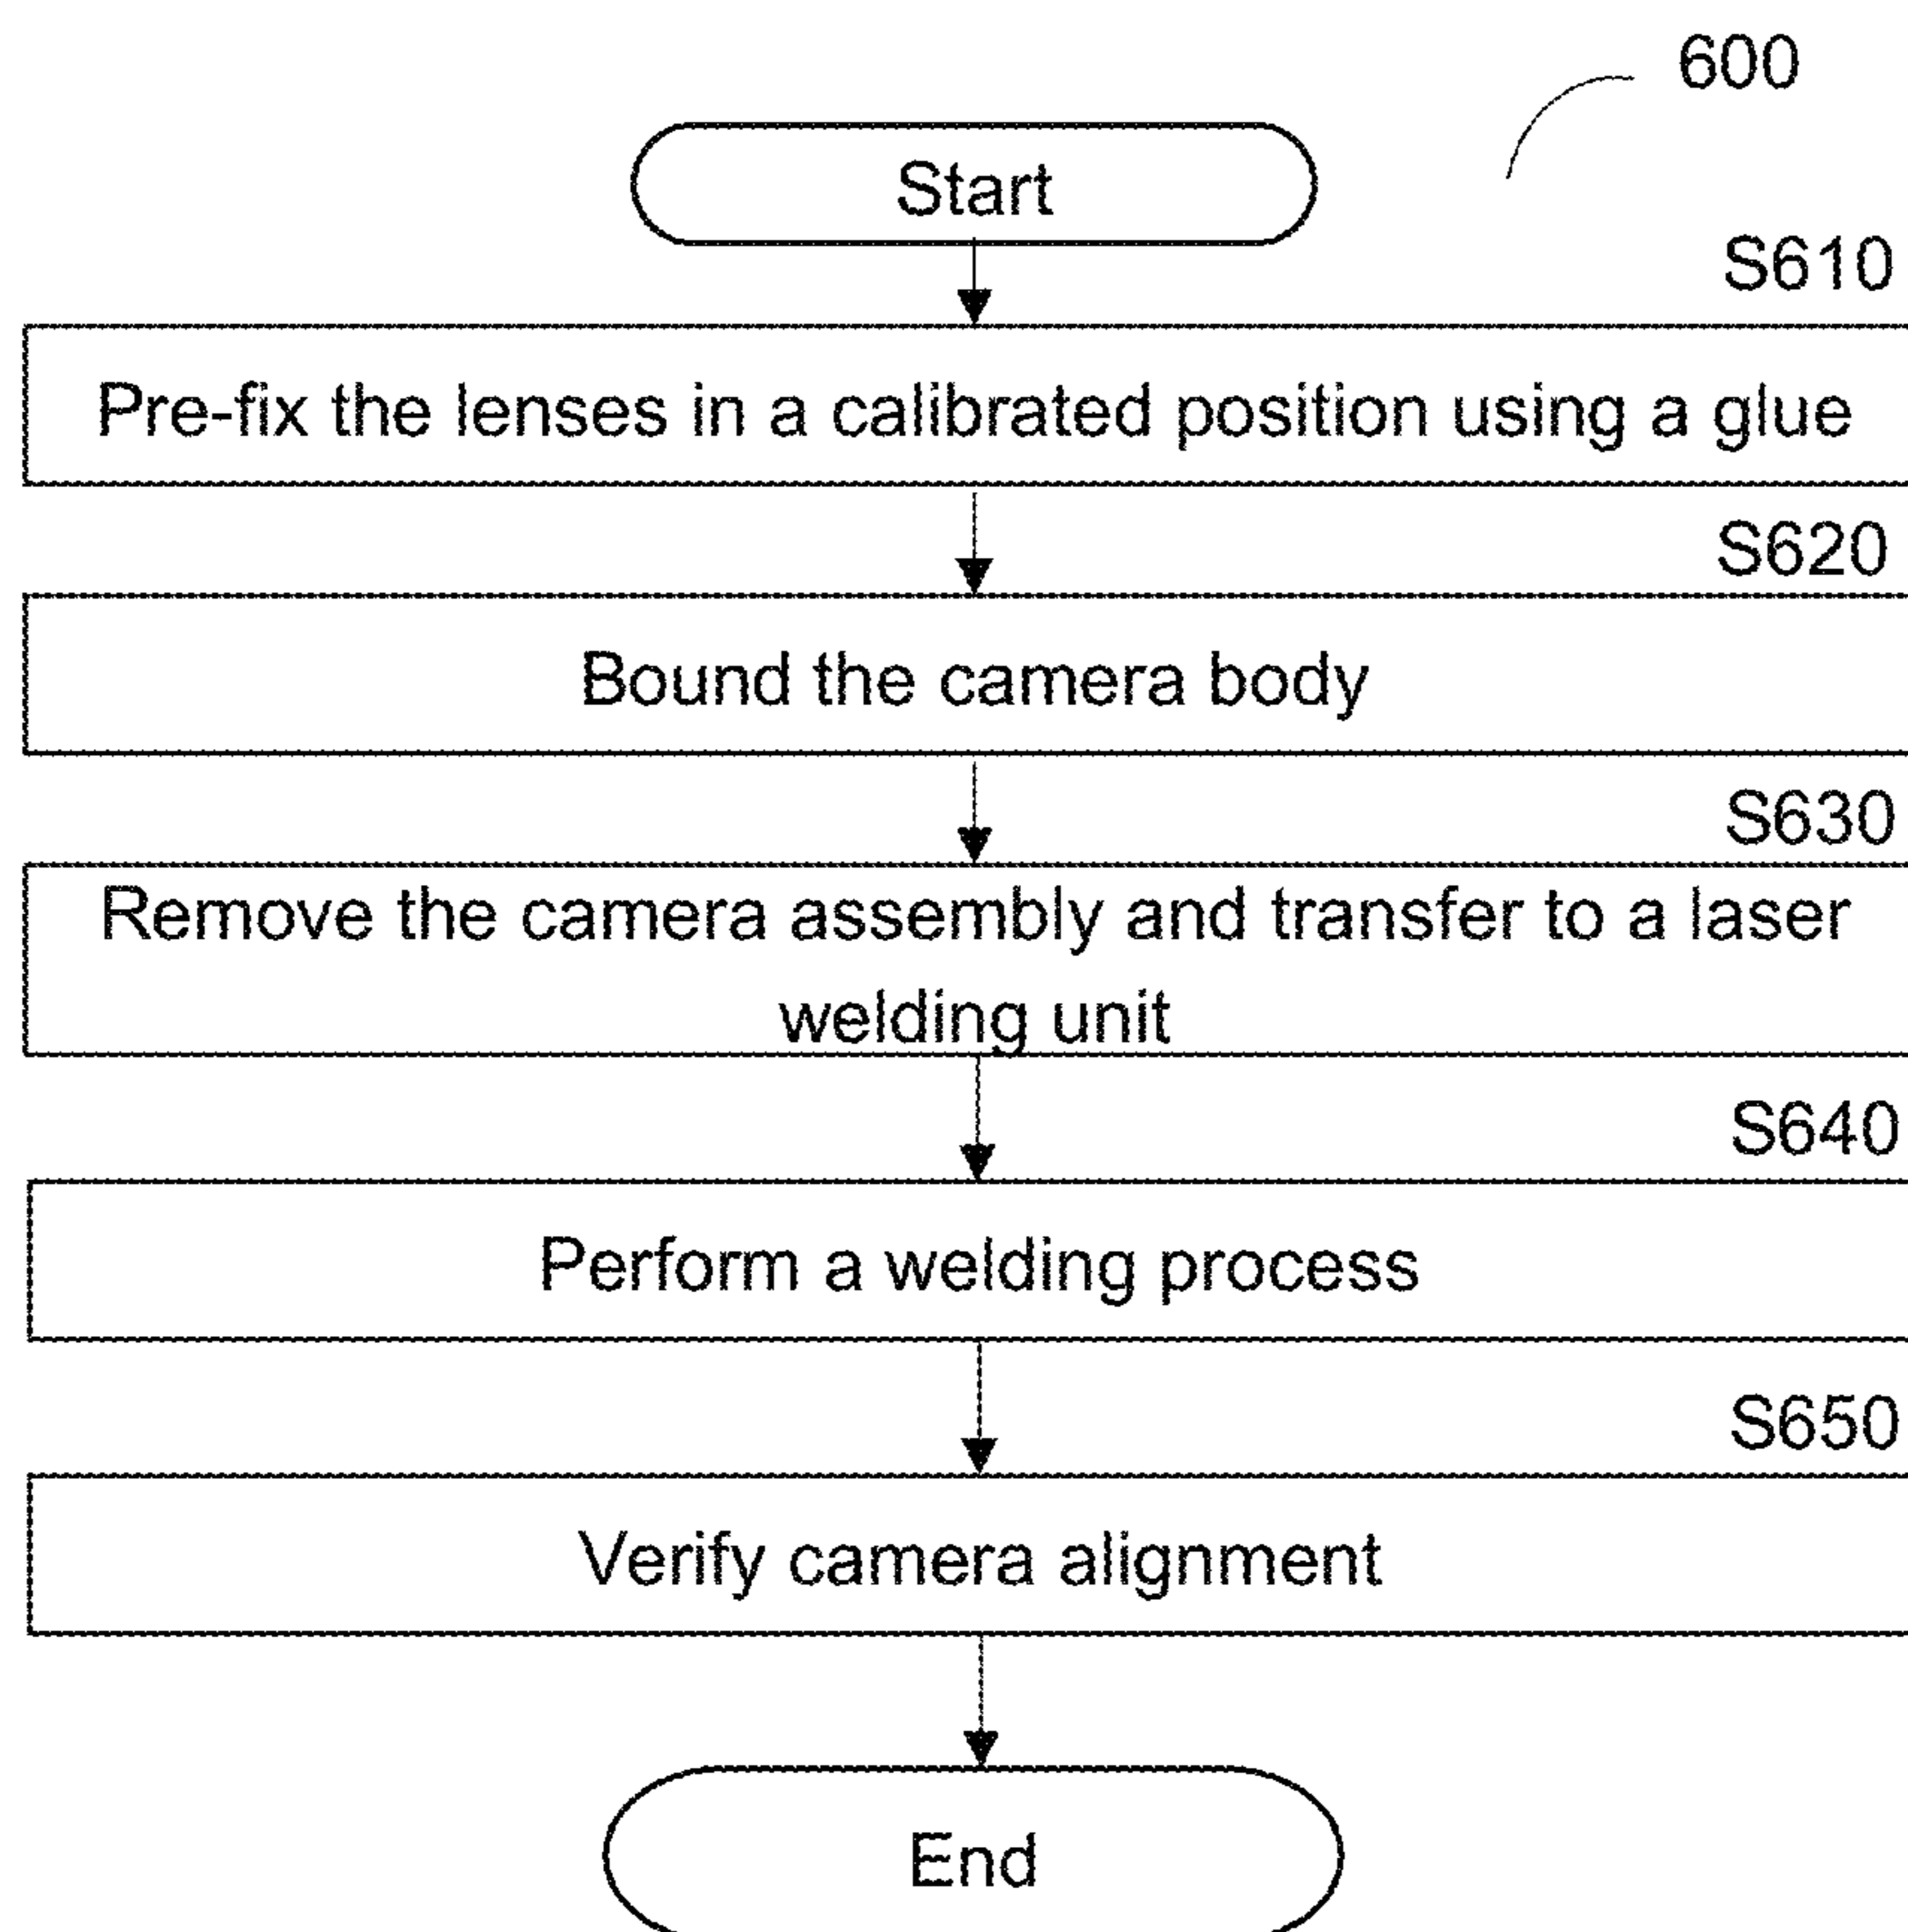 600
Start
S610
Pre-fix the lenses in a calibrated position using a glue
S620
Bound the camera body
S630
Remove the camera assembly and transfer to a laser
welding unit
S640
Perform a welding process
S650
Verify camera alignment
End